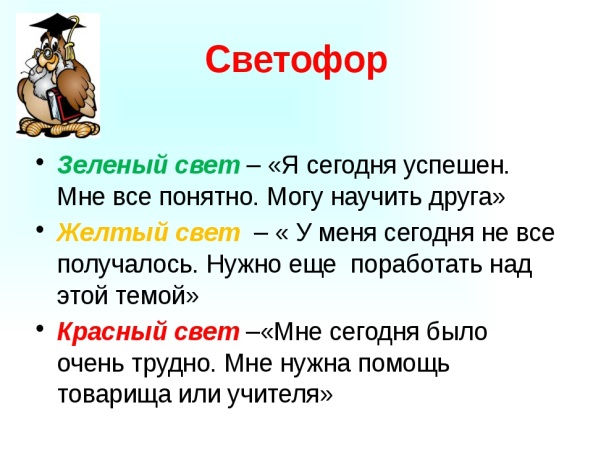 Светофор
• Зеленый свет – «Я сегодня успешен.
Мне все понятно. Могу научить друга»
• Желтый свет – « У меня сегодня не все
получалось. Нужно еще поработать над
этой темой»
• Красный свет –«Мне сегодня было
очень трудно. Мне нужна помощь
товарища или учителя»